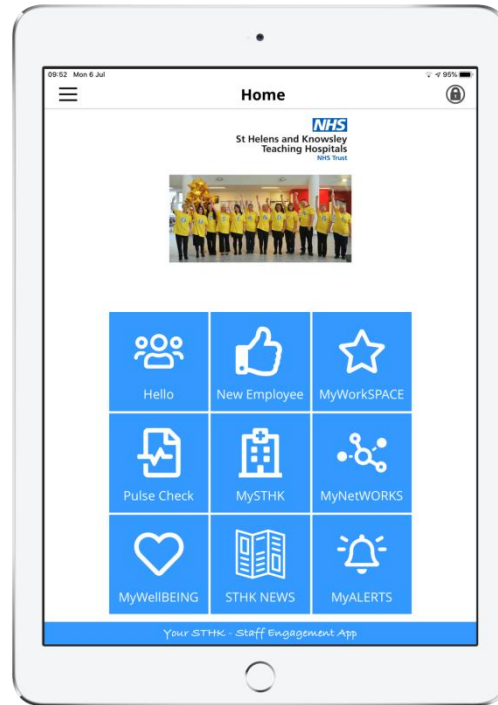 09:52 Mon 6 Jul
95%
Home
NHS
St Helens and Knowsley
Teaching Hospitals
NHS Trust
Hello
New Employee
MyWorkSPACE
Pulse Check
MySTHK
MyNetWORKS
MyWellBEING
STHK NEWS
MyALERTS
Your STHK - Staff Engagement App